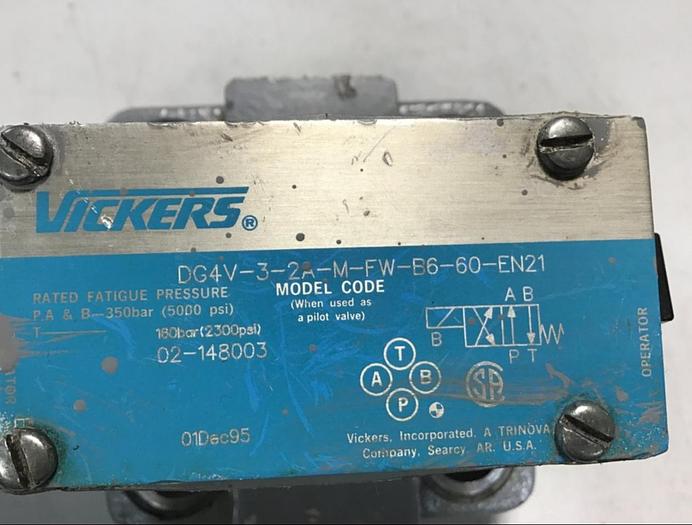 VICKERS®
DG4V-3-2A-M-FW-B6-60-EN21
RATED FATIGUE PRESSURE
MODEL CODE
P.A & B-350bar (5000 psi)
(When used as
a pilot valve)
T 160bar (2300psi)
02-148003
A B
B
P T
T
A B
P
SA
OPERATOR
01Dec95
Vickers, Incorporated. A TRINOVA
Company, Searcy AR. U.S.A.